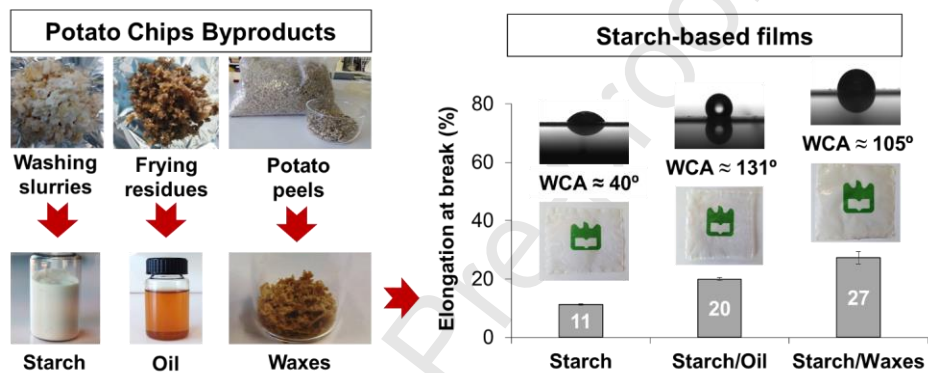 Potato Chips Byproducts
Washing
slurries
Frying
residues
Potato
peels
Starch
Oil
Waxes
Starch-based films
Elongation at break (%)
80
60
40
20
0
WCA ≈ 40º
WCA ≈ 131º
WCA ≈ 105º
11
20
27
Starch
Starch/Oil
Starch/Waxes